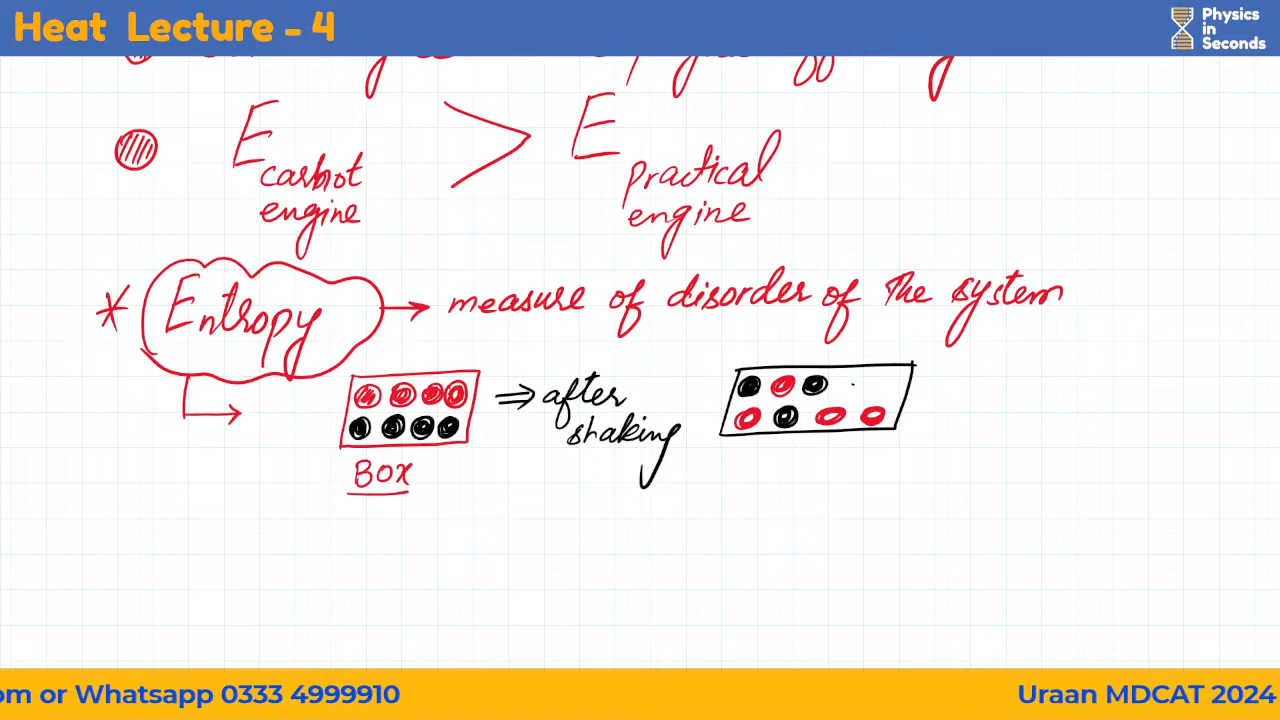 Heat Lecture - 4
Physics
in
Seconds
E carnot engine > E practical engine
* Entropy → measure of disorder of the system
⇒ after
shaking
BOX
om or Whatsapp 0333 4999910
Uraan MDCAT 2024